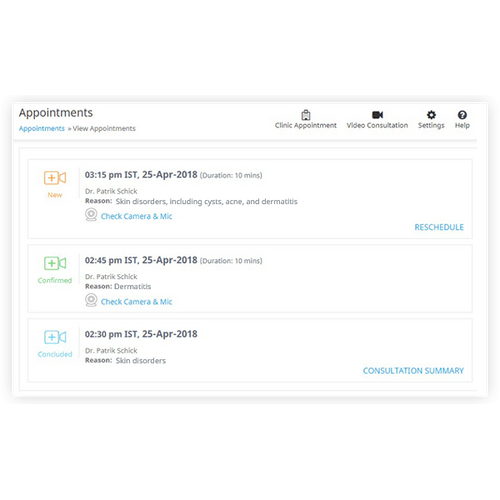 Appointments
Appointments » View Appointments
Clinic Appointment
Video Consultation
Settings
Help
New
03:15 pm IST, 25-Apr-2018 (Duration: 10 mins)
Dr. Patrik Schick
Reason: Skin disorders, including cysts, acne, and dermatitis
Check Camera & Mic
RESCHEDULE
Confirmed
02:45 pm IST, 25-Apr-2018 (Duration: 10 mins)
Dr. Patrik Schick
Reason: Dermatitis
Check Camera & Mic
Concluded
02:30 pm IST, 25-Apr-2018
Dr. Patrik Schick
Reason: Skin disorders
CONSULTATION SUMMARY